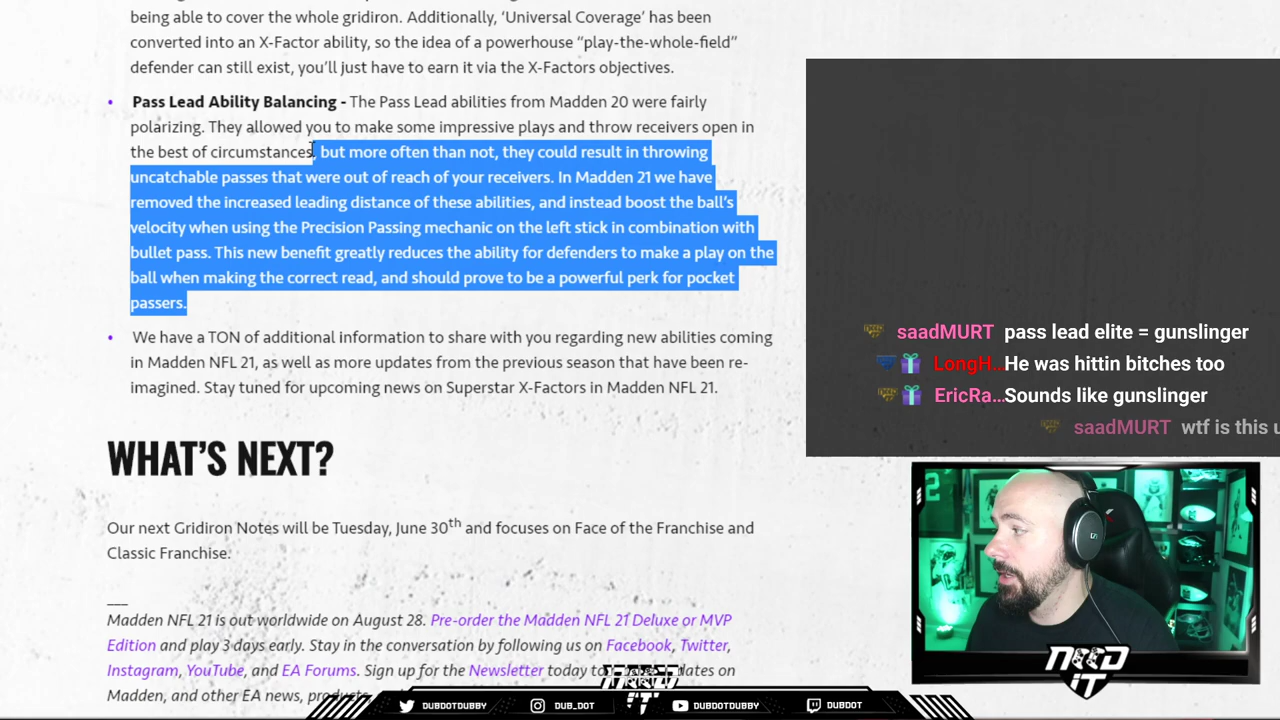 being able to cover the whole gridiron. Additionally, ‘Universal Coverage’ has been
converted into an X-Factor ability, so the idea of a powerhouse “play-the-whole-field”
defender can still exist, you’ll just have to earn it via the X-Factors objectives.
• Pass Lead Ability Balancing - The Pass Lead abilities from Madden 20 were fairly
polarizing. They allowed you to make some impressive plays and throw receivers open in
the best of circumstances, but more often than not, they could result in throwing
uncatchable passes that were out of reach of your receivers. In Madden 21 we have
removed the increased leading distance of these abilities, and instead boost the ball’s
velocity when using the Precision Passing mechanic on the left stick in combination with
bullet pass. This new benefit greatly reduces the ability for defenders to make a play on the
ball when making the correct read, and should prove to be a powerful perk for pocket
passers.
• We have a TON of additional information to share with you regarding new abilities coming
in Madden NFL 21, as well as more updates from the previous season that have been re-
imagined. Stay tuned for upcoming news on Superstar X-Factors in Madden NFL 21.
WHAT’S NEXT?
Our next Gridiron Notes will be Tuesday, June 30th and focuses on Face of the Franchise and
Classic Franchise.
Madden NFL 21 is out worldwide on August 28. Pre-order the Madden NFL 21 Deluxe or MVP
Edition and play 3 days early. Stay in the conversation by following us on Facebook, Twitter,
Instagram, YouTube, and EA Forums. Sign up for the Newsletter today to dates on
Madden, and other EA news, products
saadMURT pass lead elite = gunslinger
LongH... He was hittin bitches too
EricRa... Sounds like gunslinger
saadMURT wtf is this u
NEED
IT
NEED
IT
DUBDOTDUBBY
DUB_DOT
DUBDOTDUBBY
DUBDOT